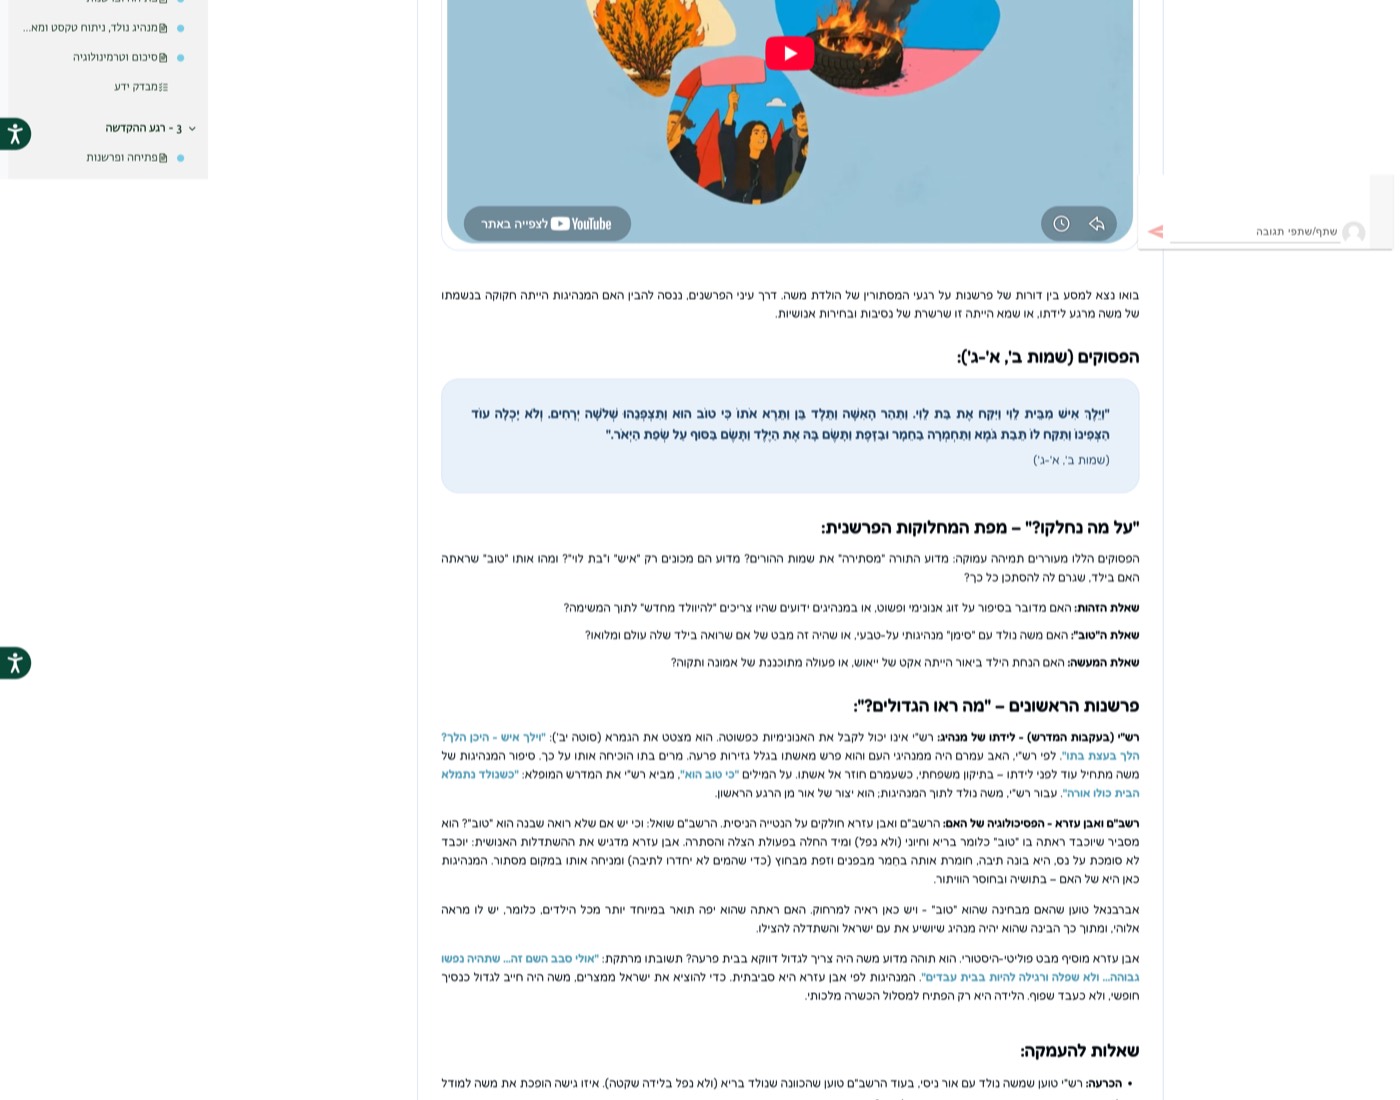 מנהיג נולד, ניתוח טקסט ומא...
סיכום וטרמינולוגיה
מבדק ידע
3 - רגע ההקדשה
פתיחה ופרשנות
לצפייה באתר YouTube
שתף/שתפי תגובה
בואו נצא למסע בין דורות של פרשנות על רגעי המסתורין של הולדת משה. דרך עיני הפרשנים, ננסה להבין האם המנהיגות הייתה חקוקה בנשמתו
של משה מרגע לידתו, או שמא הייתה זו שרשרת של נסיבות ובחירות אנושיות.
הפסוקים (שמות ב', א'-ג'):
"וַיֵּלֶךְ אִישׁ מִבֵּית לֵוִי וַיִּקַּח אֶת בַּת לֵוִי. וַתַּהַר הָאִשָּׁה וַתֵּלֶד בֵּן וַתֵּרֶא אֹתוֹ כִּי טוֹב הוּא וַתִּצְפְּנֵהוּ שְׁלֹשָׁה יְרָחִים. וְלֹא יָכְלָה עוֹד
הַצְּפִינוֹ וַתִּקַּח לוֹ תֵּבַת גֹּמֶא וַתַּחְמְרָה בַחֵמָר וּבַזָּפֶת וַתָּשֶׂם בָּהּ אֶת הַיֶּלֶד וַתָּשֶׂם בַּסּוּף עַל שְׂפַת הַיְאֹר."
(שמות ב', א'-ג')
"על מה נחלקו?" – מפת המחלוקות הפרשנית:
הפסוקים הללו מעוררים תמיהה עמוקה: מדוע התורה "מסתירה" את שמות ההורים? מדוע הם מכונים רק "איש" ו"בת לוי"? ומהו אותו "טוב" שראתה
האם בילד, שגרם לה להסתכן כל כך?
שאלת הזהות: האם מדובר בסיפור על זוג אנונימי ופשוט, או במנהיגים ידועים שהיו צריכים "להיוולד מחדש" לתוך המשימה?
שאלת ה"טוב": האם משה נולד עם "סימן" מנהיגותי על-טבעי, או שהיה זה מבט של אם שרואה בילד שלה עולם ומלואו?
שאלת המעשה: האם הנחת הילד ביאור הייתה אקט של ייאוש, או פעולה מתוכננת של אמונה ותקווה?
פרשנות הראשונים – "מה ראו הגדולים?":
רש"י (בעקבות המדרש) - לידתו של מנהיג: רש"י אינו יכול לקבל את האנונימיות כפשוטה. הוא מצטט את הגמרא (סוטה יב'): "וילך איש - היכן הלך?
הלך בעצת בתו". לפי רש"י, האב עמרם היה ממנהיגי העם והוא פרש מאשתו בגלל גזירות פרעה. מרים בתו הוכיחה אותו על כך. סיפור המנהיגות של
משה מתחיל עוד לפני לידתו – בתיקון משפחתי, כשעמרם חוזר אל אשתו. על המילים "כי טוב הוא", מביא רש"י את המדרש המופלא: "כשנולד נתמלא
הבית כולו אורה". עבור רש"י, משה נולד לתוך המנהיגות; הוא יצור של אור מן הרגע הראשון.
רשב"ם ואבן עזרא - הפסיכולוגיה של האם: הרשב"ם ואבן עזרא חולקים על הנטייה הניסית. הרשב"ם שואל: וכי יש אם שלא רואה שבנה הוא "טוב"? הוא
מסביר שיוכבד ראתה בו "טוב" כלומר בריא וחיוני (ולא נפל) ומיד החלה בפעולת הצלה והסתרה. אבן עזרא מדגיש את ההשתדלות האנושית: יוכבד
לא סומכת על נס, היא בונה תיבה, חומרת אותה בחֵמר מבפנים וזפת מבחוץ (כדי שהמים לא יחדרו לתיבה) ומניחה אותו במקום מסתור. המנהיגות
כאן היא של האם – בתושיה ובחוסר הוויתור.
אברבנאל טוען שהאם מבחינה שהוא "טוב" - ויש כאן ראיה למרחוק. האם ראתה שהוא יפה תואר במיוחד יותר מכל הילדים, כלומר, יש לו מראה
אלוהי, ומתוך כך הבינה שהוא יהיה מנהיג שיושיע את עם ישראל והשתדלה להצילו.
אבן עזרא מוסיף מבט פוליטי-היסטורי. הוא תוהה מדוע משה היה צריך לגדול דווקא בבית פרעה? תשובתו מרתקת: "אולי סבב השם זה... שתהיה נפשו
גבוהה... ולא שפלה ורגילה להיות בבית עבדים". המנהיגות לפי אבן עזרא היא סביבתית. כדי להוציא את ישראל ממצרים, משה היה חייב לגדול כנסיך
חופשי, ולא כעבד שפוף. הלידה היא רק הפתיח למסלול הכשרה מלכותי.
שאלות להעמקה:
• הכרעה: רש"י טוען שמשה נולד עם אור ניסי, בעוד הרשב"ם טוען שהכוונה שנולד בריא (ולא נפל בלידה שקטה). איזו גישה הופכת את משה למודל